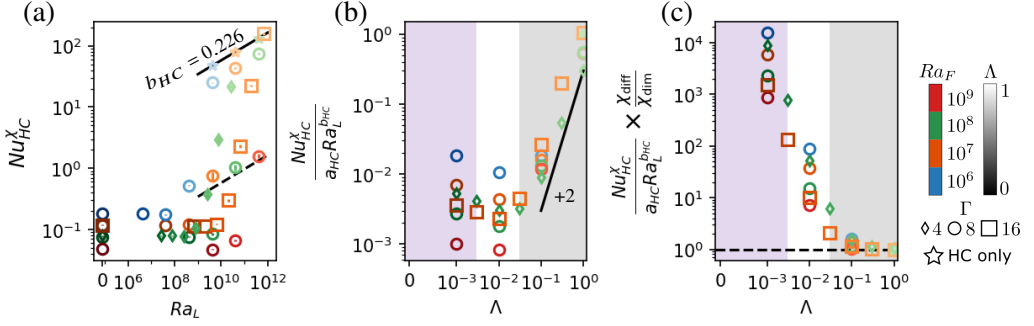 (a)
Nu^χ_HC
10^2
10^1
10^0
10^−1
b_HC = 0.226
0 10^6 10^8 10^10 10^12
Ra_L
(b)
Nu^χ_HC / a_HC Ra_L^{b_HC}
10^0
10^−1
10^−2
10^−3
+2
0 10^−3 10^−2 10^−1 10^0
Λ
(c)
Nu^χ_HC / a_HC Ra_L^{b_HC} × χ_diff / χ_dim
10^4
10^3
10^2
10^1
10^0
0 10^−3 10^−2 10^−1 10^0
Λ
Ra_F Λ
10^9 1
10^8
10^7
10^6 0
Γ
4 8 16
HC only